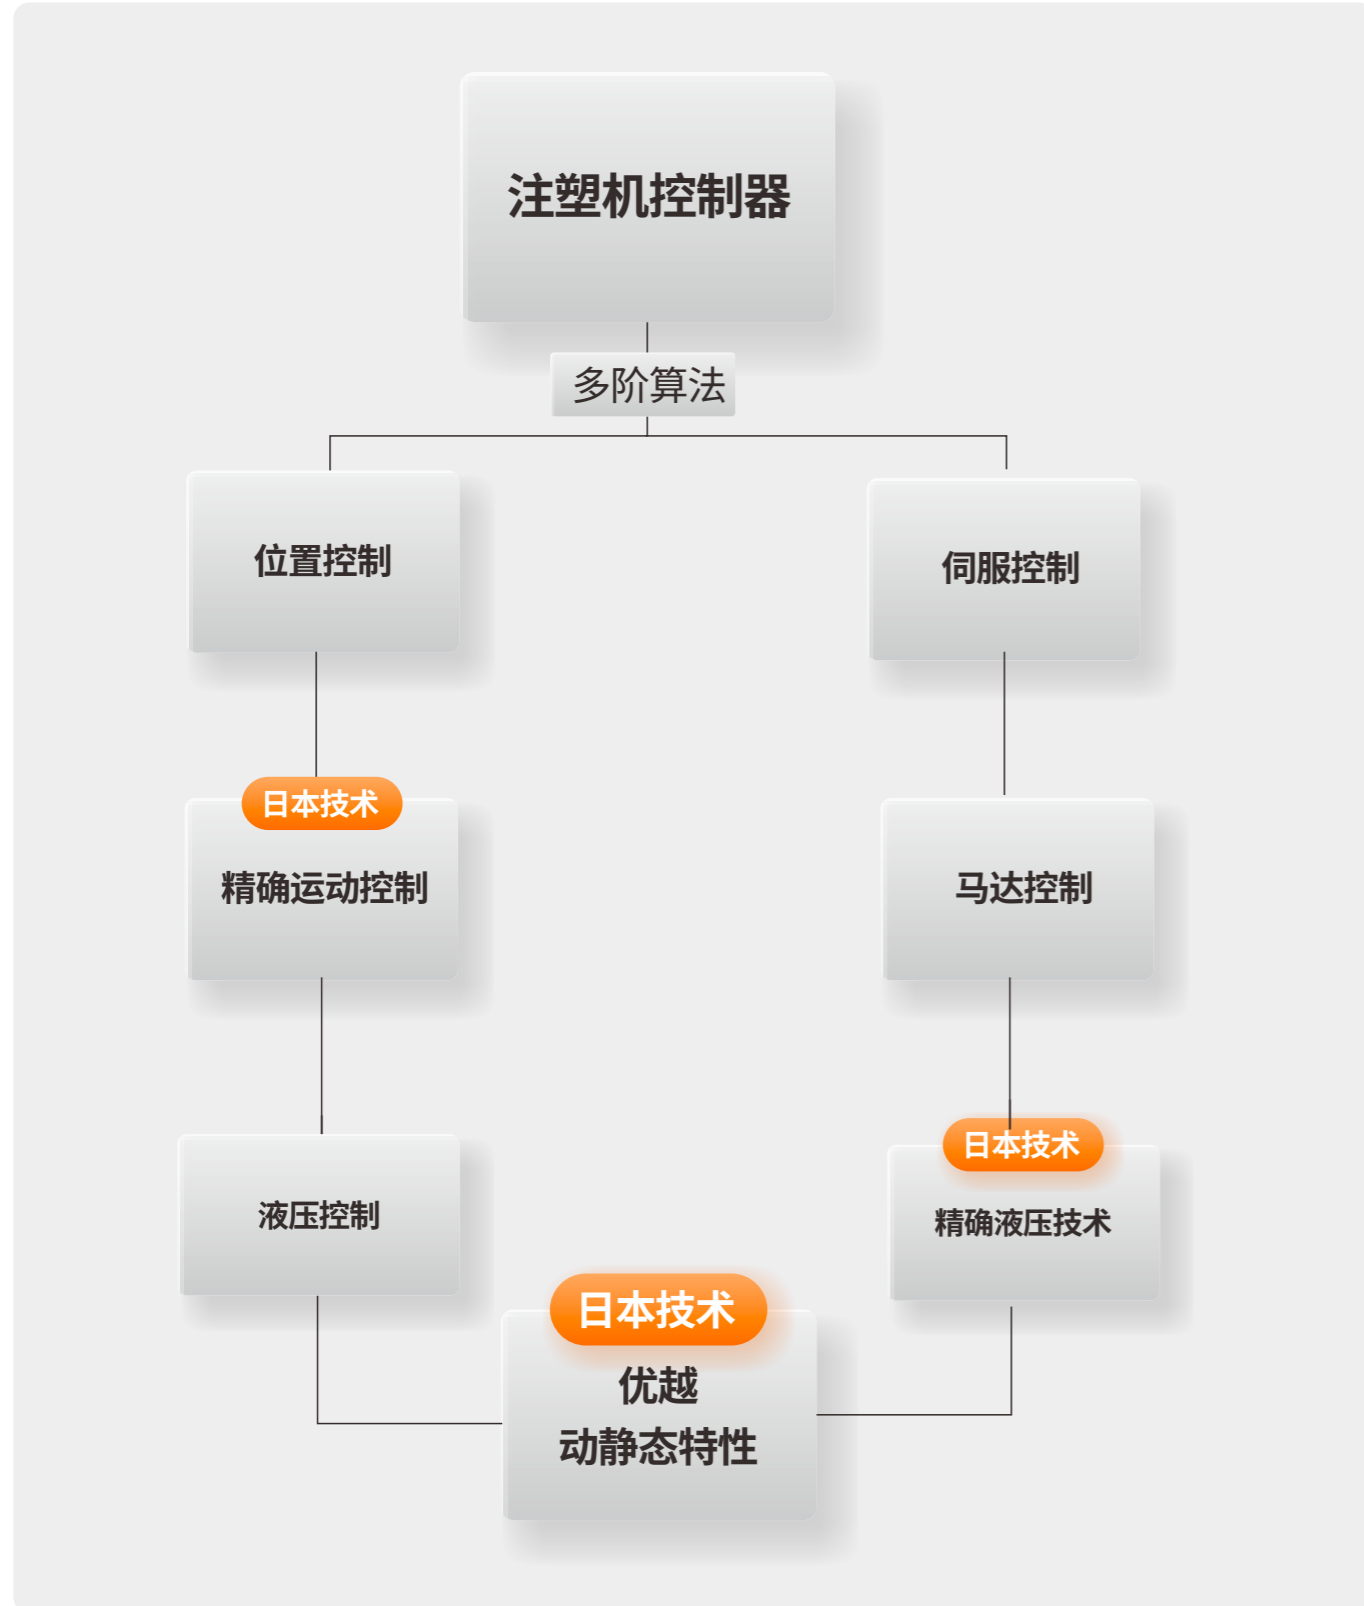 注塑机控制器
多阶算法
位置控制
伺服控制
日本技术
精确运动控制
马达控制
液压控制
日本技术
精确液压技术
日本技术
优越
动静态特性